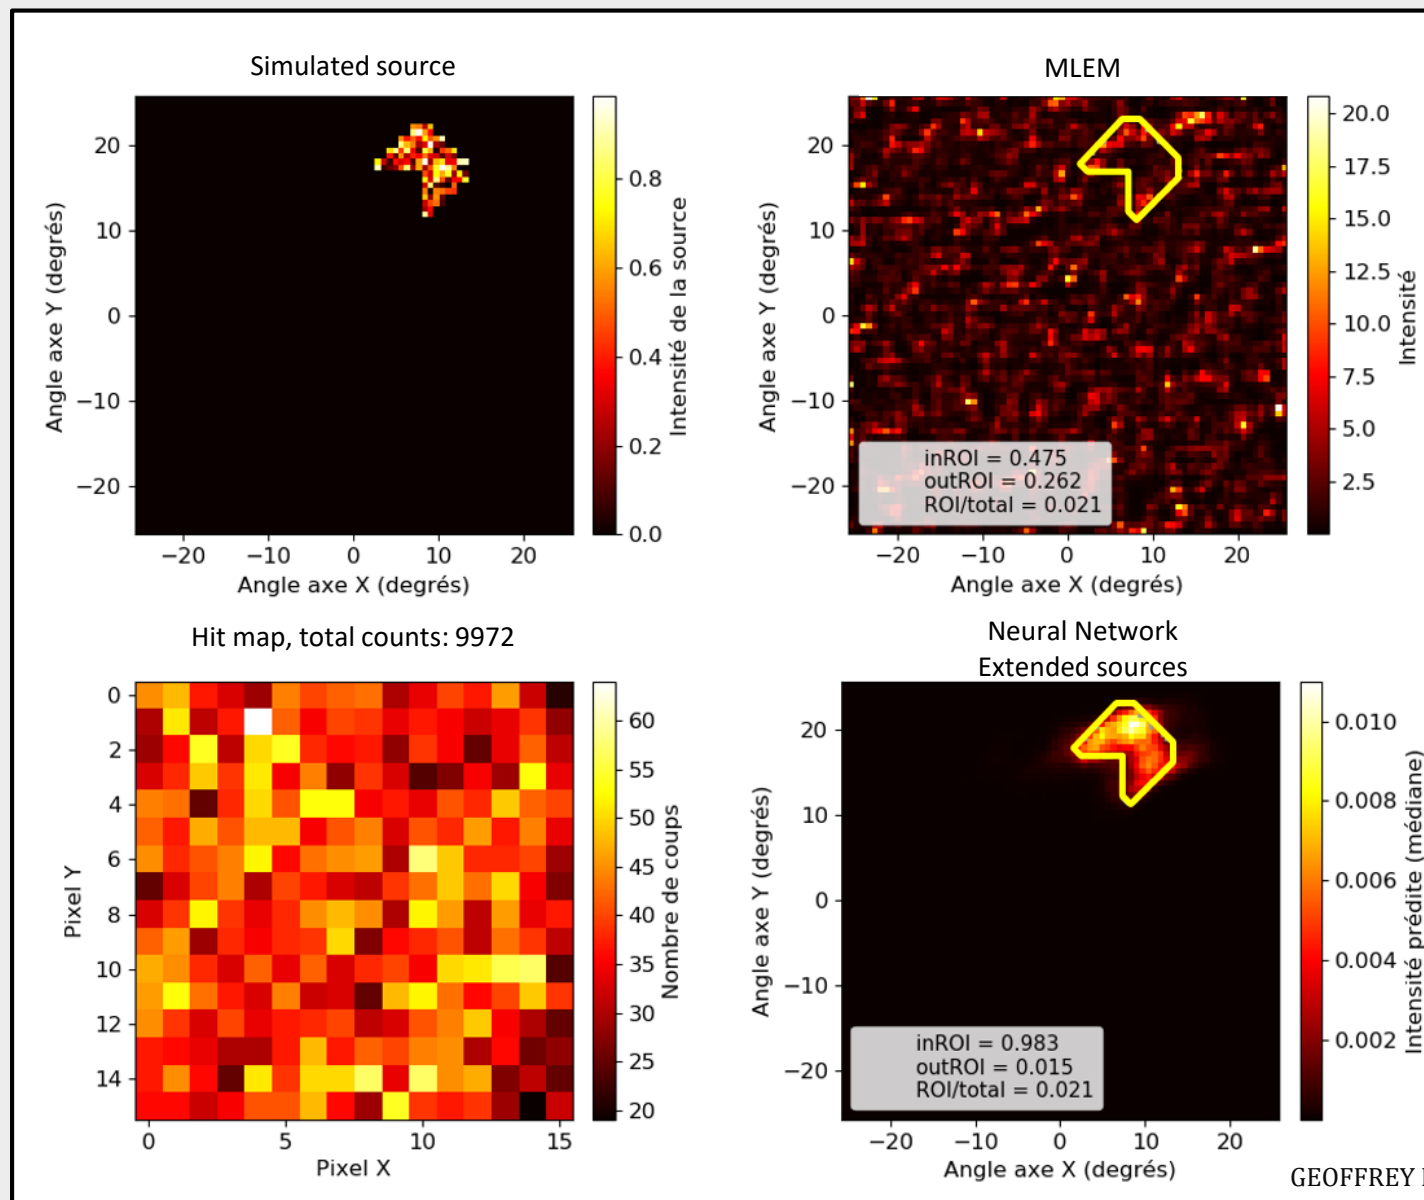 Simulated source
20
10
0
−10
−20
−20
−10
0
10
20
Angle axe X (degrés)
Angle axe Y (degrés)
0.8
0.6
0.4
0.2
0.0
Intensité de la source
MLEM
20
10
0
−10
−20
−20
−10
0
10
20
Angle axe X (degrés)
Angle axe Y (degrés)
inROI = 0.475
outROI = 0.262
ROI/total = 0.021
20.0
17.5
15.0
12.5
10.0
7.5
5.0
2.5
Intensité
Hit map, total counts: 9972
0
2
4
6
8
10
12
14
0
5
10
15
Pixel X
Pixel Y
60
55
50
45
40
35
30
25
20
Nombre de coups
Neural Network
Extended sources
20
10
0
−10
−20
−20
−10
0
10
20
Angle axe X (degrés)
Angle axe Y (degrés)
inROI = 0.983
outROI = 0.015
ROI/total = 0.021
0.010
0.008
0.006
0.004
0.002
Intensité prédite (médiane)
GEOFFREY